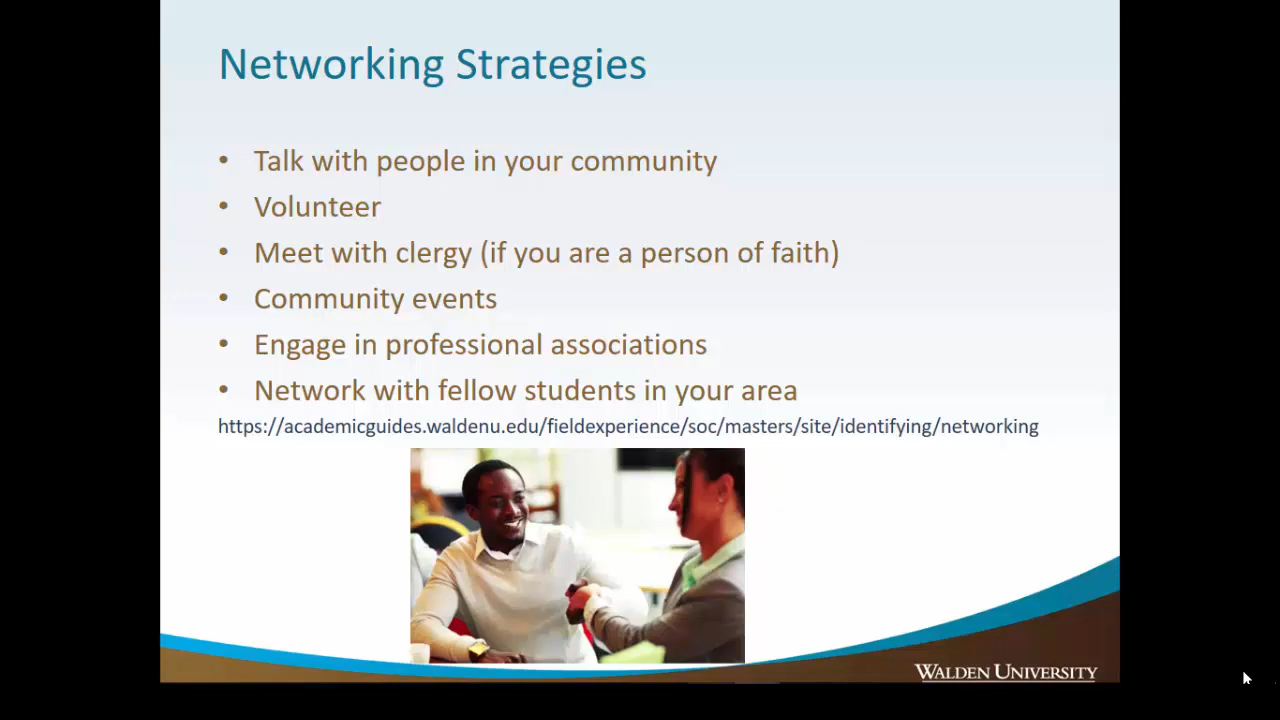 Networking Strategies
• Talk with people in your community
• Volunteer
• Meet with clergy (if you are a person of faith)
• Community events
• Engage in professional associations
• Network with fellow students in your area
https://academicguides.waldenu.edu/fieldexperience/soc/masters/site/identifying/networking
WALDEN UNIVERSITY